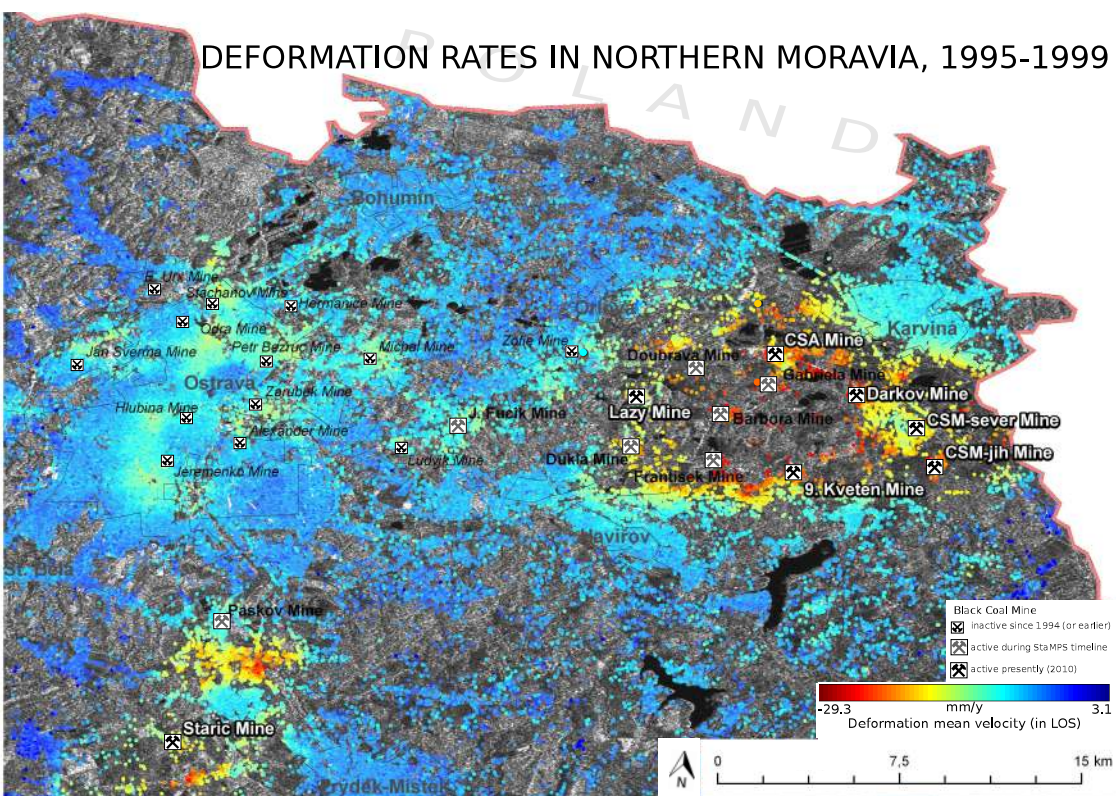 POLAND
DEFORMATION RATES IN NORTHERN MORAVIA, 1995-1999
Bohumin
E. Urx Mine
Stachanov Mine
Hermanice Mine
Odra Mine
Jan Sverma Mine
Petr Bezruc Mine
Michal Mine
Zofie Mine
Orl
Karvina
CSA Mine
Doubrava Mine
Gabriela Mine
Ostrava
Zarubek Mine
Darkov Mine
Hlubina Mine
J. Fucik Mine
Lazy Mine
Barbora Mine
CSM-sever Mine
Alexander Mine
Ludvik Mine
Dukla Mine
CSM-jih Mine
Jeremenko Mine
Frantisek Mine
9. Kveten Mine
Havirov
St. Bela
Paskov Mine
Staric Mine
Frydek-Mistek
Black Coal Mine
inactive since 1994 (or earlier)
active during StaMPS timeline
active presently (2010)
-29.3 mm/y 3.1
Deformation mean velocity (in LOS)
N
0 7,5 15 km